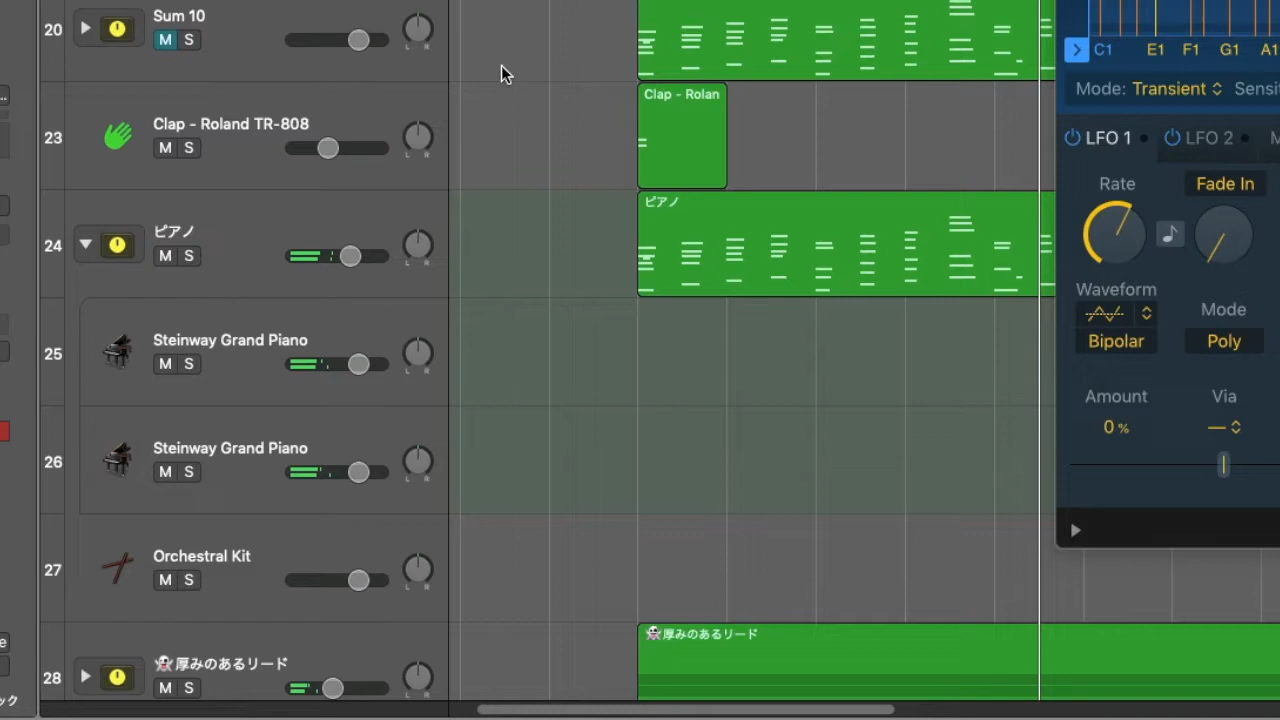 20
Sum 10
M S
L R
C1 E1 F1 G1 A1
Mode: Transient Sensi
Clap - Rolan
23
Clap - Roland TR-808
M S
L R
LFO 1 LFO 2 M
Rate Fade In
ピアノ
24
ピアノ
M S
L R
Waveform
Mode
Bipolar Poly
25
Steinway Grand Piano
M S
L R
Amount Via
0 %
26
Steinway Grand Piano
M S
L R
27
Orchestral Kit
M S
L R
👻厚みのあるリード
28
👻厚みのあるリード
M S
L R
e
ック